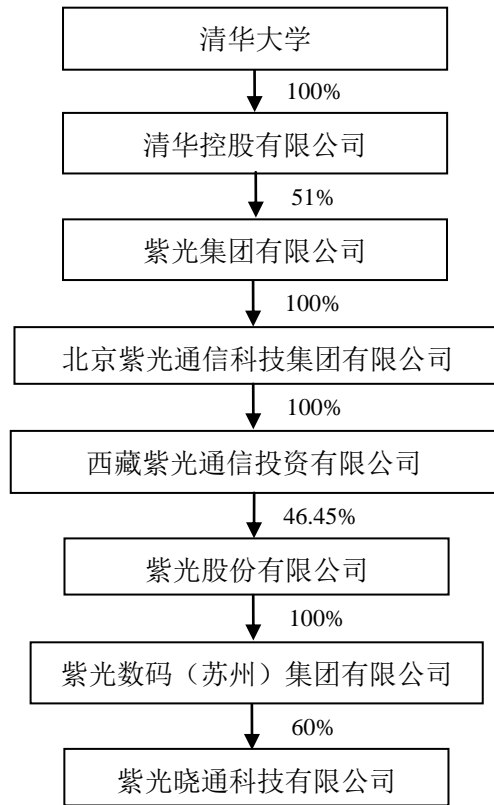 清华大学
100%
清华控股有限公司
51%
紫光集团有限公司
100%
北京紫光通信科技集团有限公司
100%
西藏紫光通信投资有限公司
46.45%
紫光股份有限公司
100%
紫光数码（苏州）集团有限公司
60%
紫光晓通科技有限公司